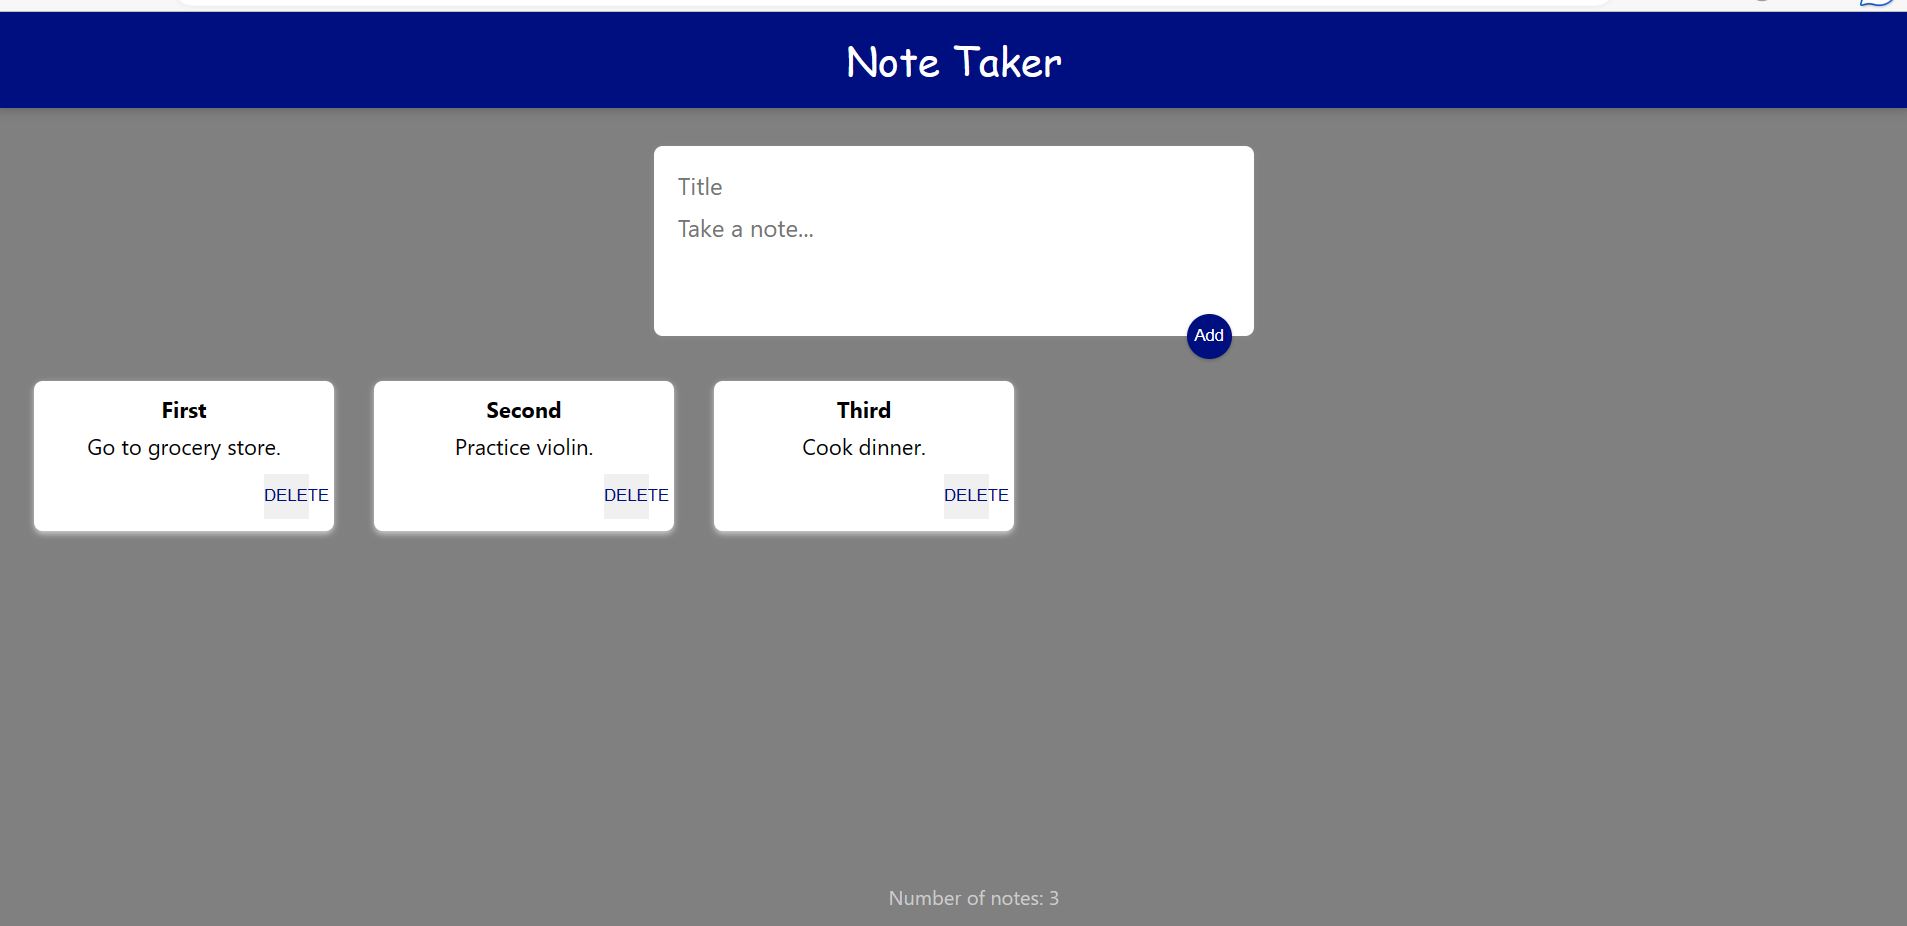 Note Taker
Title
Take a note...
Add
First
Go to grocery store.
DELETE
Second
Practice violin.
DELETE
Third
Cook dinner.
DELETE
Number of notes: 3